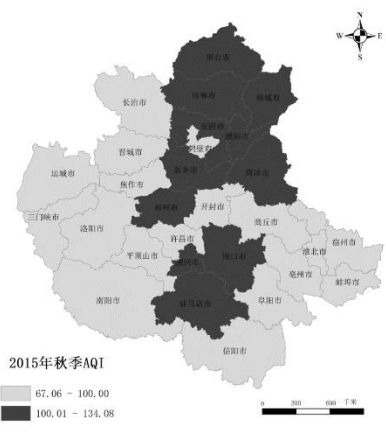 N
W
E
S
邢台市
邯郸市
聊城市
长治市
安阳市
濮阳市
鹤壁市
晋城市
新乡市
菏泽市
运城市
焦作市
三门峡市
洛阳市
郑州市
开封市
商丘市
许昌市
宿州市
淮北市
平顶山市
漯河市
周口市
亳州市
蚌埠市
南阳市
驻马店市
阜阳市
信阳市
2015年秋季AQI
67.06 - 100.00
100.01 - 134.08
0
600 千米